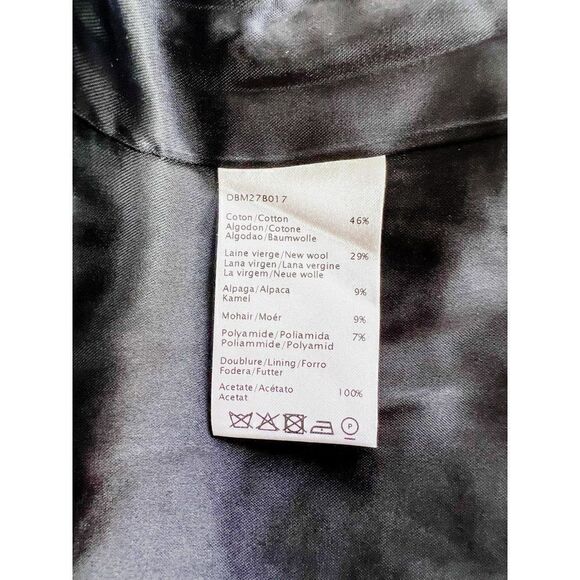 DBM27B017
Coton/Cotton 46%
Algodon/Cotone
Algodao/Baumwolle
Laine vierge/New wool 29%
Lana virgen/Lana vergine
La virgem/Neue wolle
Alpaga/Alpaca 9%
Kamel
Mohair/Moér 9%
Polyamide/Poliamida 7%
Poliammide/Polyamid
Doublure/Lining/Forro
Fodera/Futter
Acetate/Acétato 100%
Acetat
P